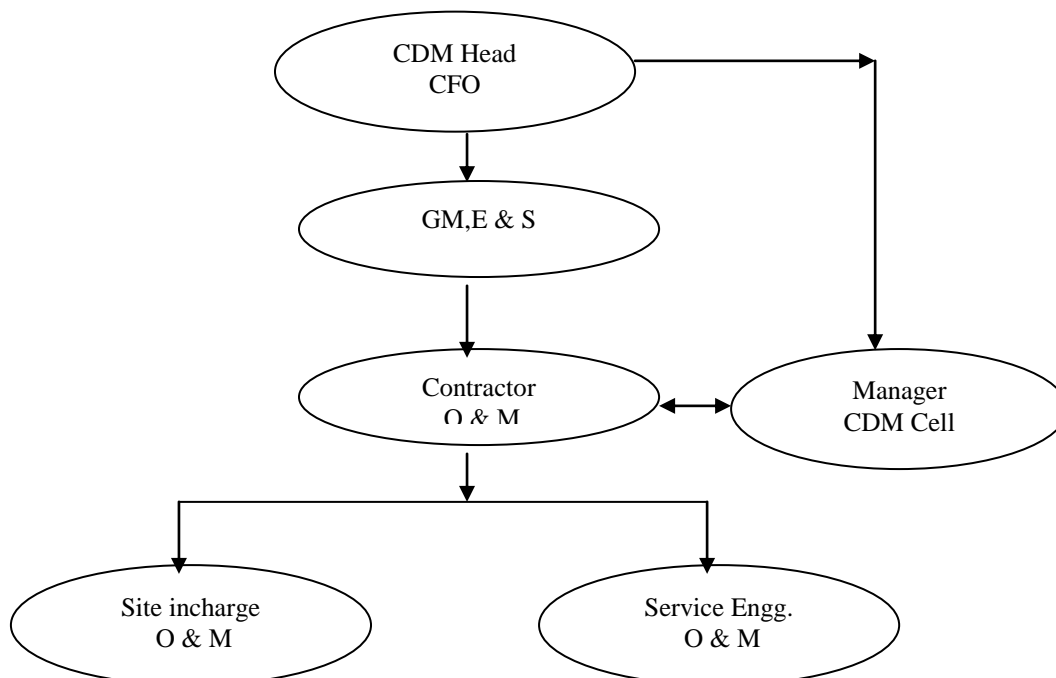 CDM Head
CFO
GM,E & S
Contractor
O & M
Manager
CDM Cell
Site incharge
O & M
Service Engg.
O & M